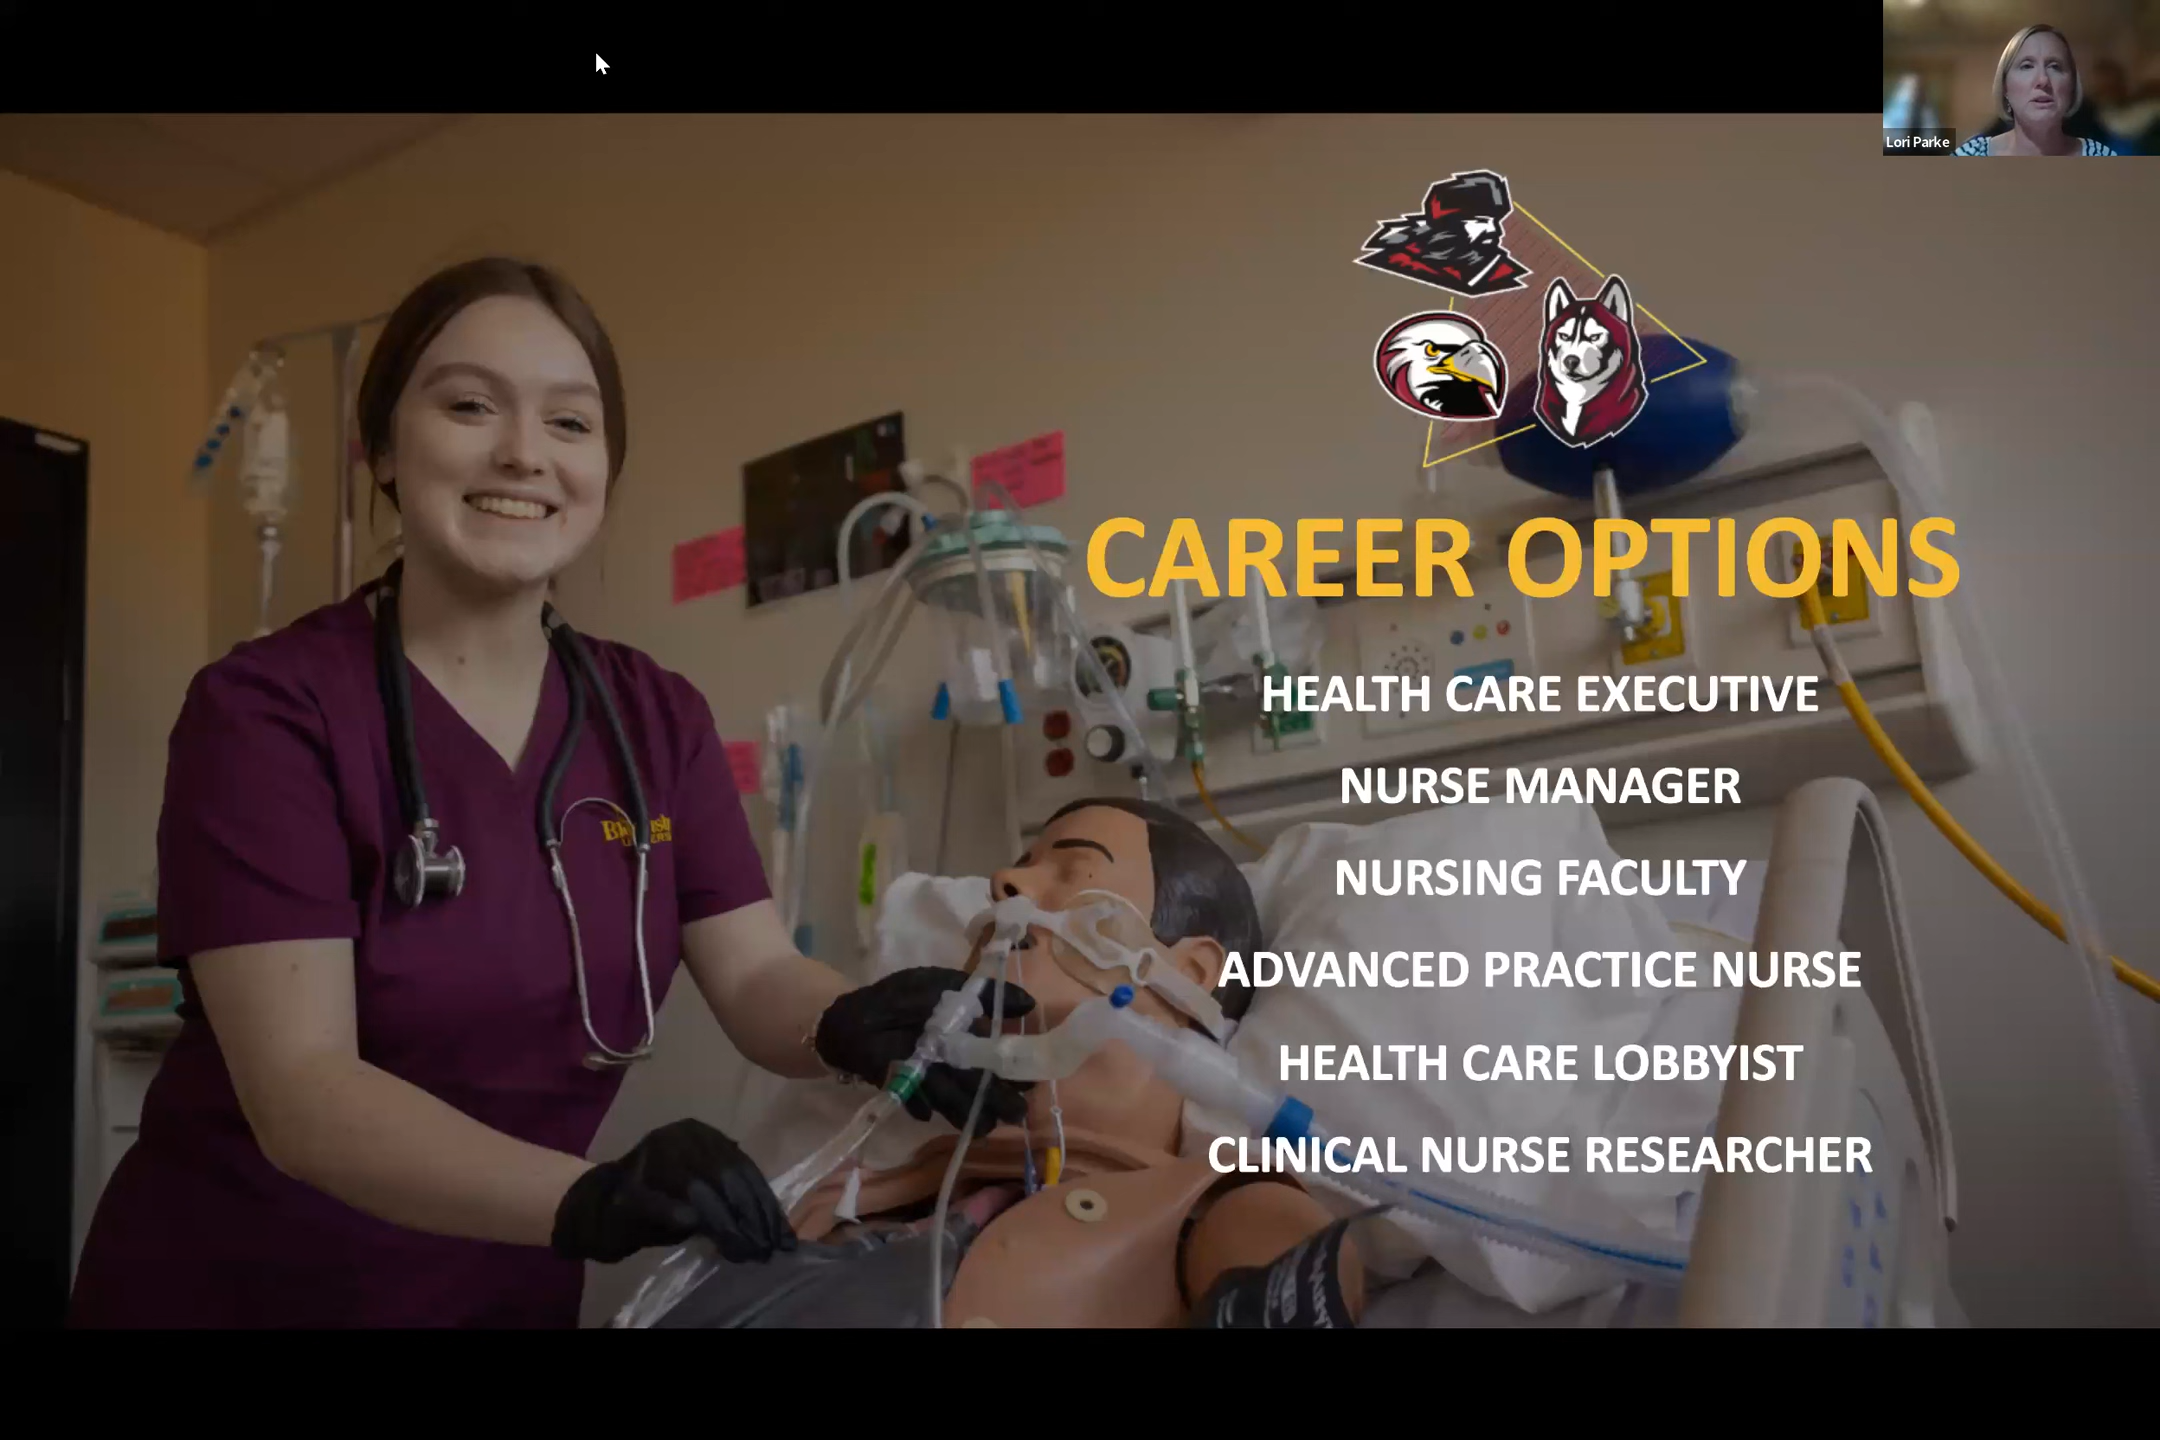 Lori Parke
CAREER OPTIONS
HEALTH CARE EXECUTIVE
NURSE MANAGER
NURSING FACULTY
ADVANCED PRACTICE NURSE
HEALTH CARE LOBBYIST
CLINICAL NURSE RESEARCHER